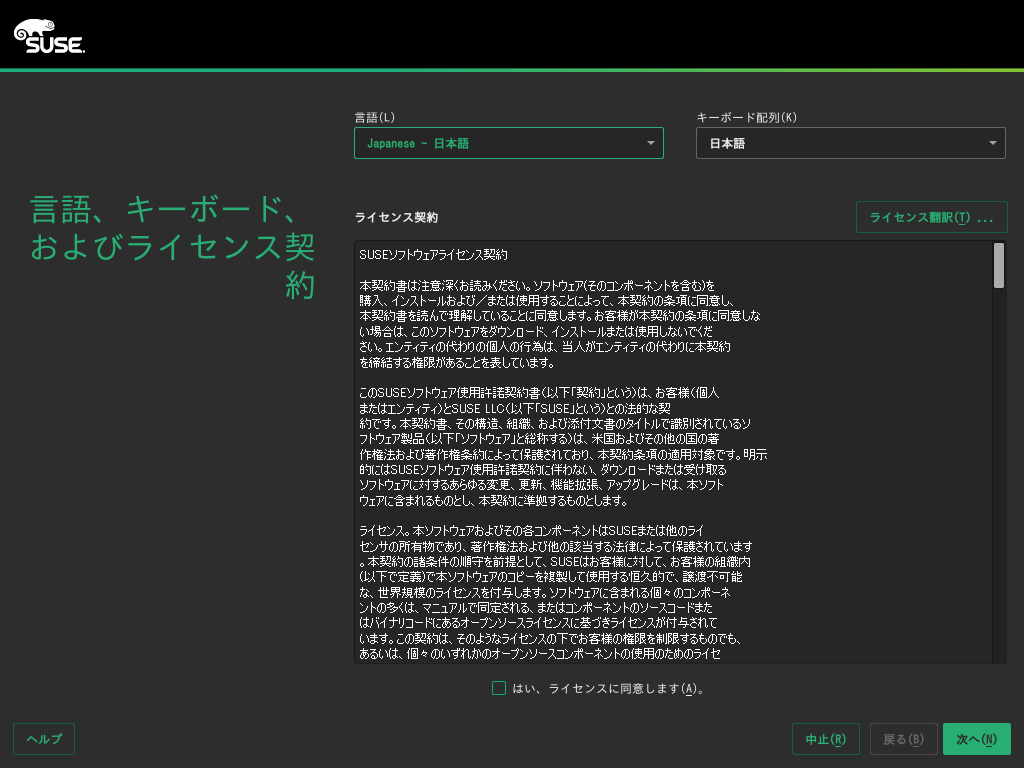 SUSE.
言語(L)
キーボード配列(K)
Japanese - 日本語
日本語
言語、キーボード、
およびライセンス契
約
ライセンス契約
ライセンス翻訳(T) ...
SUSEソフトウェアライセンス契約
本契約書は注意深くお読みください。ソフトウェア(そのコンポーネントを含む)を
購入、インストールおよび／または使用することによって、本契約の条項に同意し、
本契約書を読んで理解していることに同意します。お客様が本契約の条項に同意しな
い場合は、このソフトウェアをダウンロード、インストールまたは使用しないでくだ
さい。エンティティの代わりの個人の行為は、当人がエンティティの代わりに本契約
を締結する権限があることを表しています。
このSUSEソフトウェア使用許諾契約書(以下「契約」という)は、お客様(個人
またはエンティティ)とSUSE LLC(以下「SUSE」という)との法的な契
約です。本契約書、その構造、組織、および添付文書のタイトルで識別されているソ
フトウェア製品(以下「ソフトウェア」と総称する)は、米国およびその他の国の著
作権法および著作権条約によって保護されており、本契約条項の適用対象です。明示
的にはSUSEソフトウェア使用許諾契約に伴わない、ダウンロードまたは受け取る
ソフトウェアに対するあらゆる変更、更新、機能拡張、アップグレードは、本ソフト
ウェアに含まれるものとし、本契約に準拠するものとします。
ライセンス。本ソフトウェアおよびその各コンポーネントはSUSEまたは他のライ
センサの所有物であり、著作権法および他の該当する法律によって保護されています
。本契約の諸条件の順守を前提として、SUSEはお客様に対して、お客様の組織内
(以下で定義)で本ソフトウェアのコピーを複製して使用する恒久的で、譲渡不可能
な、世界規模のライセンスを付与します。ソフトウェアに含まれる個々のコンポーネ
ントの多くは、マニュアルで同定される、またはコンポーネントのソースコードまた
はバイナリコードにあるオープンソースライセンスに基づきライセンスが付与されて
います。この契約は、そのようなライセンスの下でお客様の権限を制限するものでも、
あるいは、個々のいずれかのオープンソースコンポーネントの使用のためのライセ
はい、ライセンスに同意します(A)。
ヘルプ
中止(R)
戻る(B)
次へ(N)